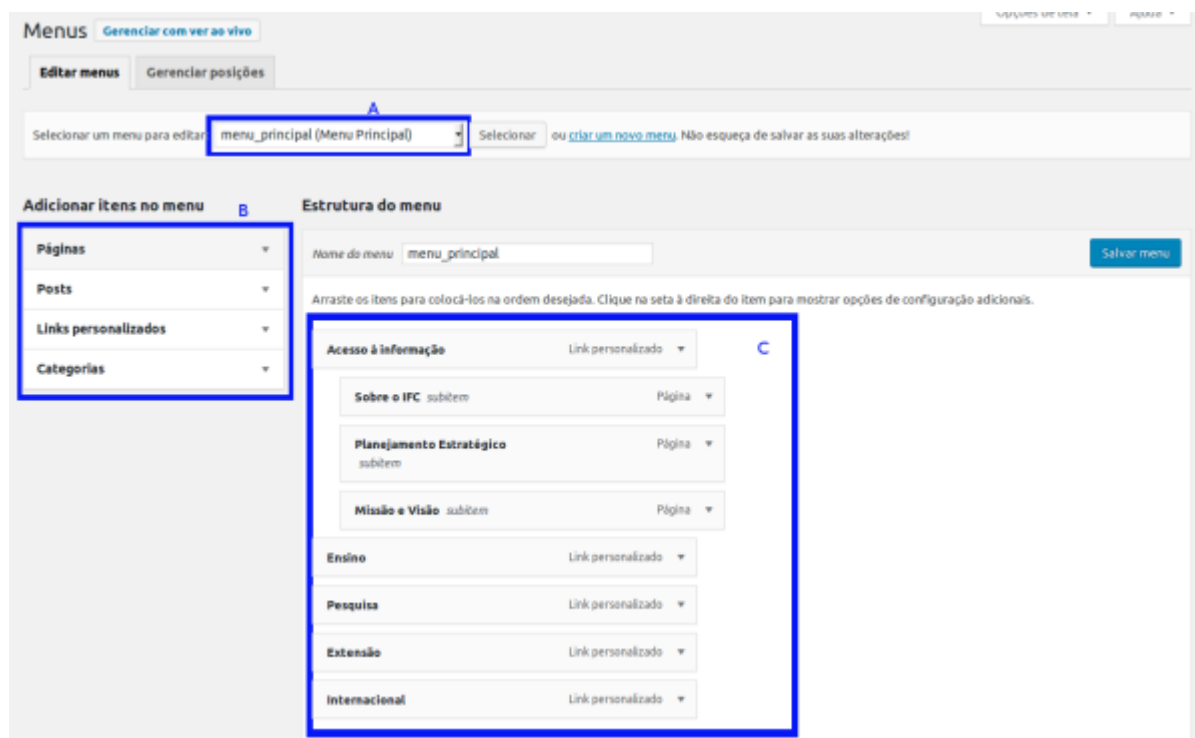 Opções de tela Ajuda
Menus Gerenciar com ver ao vivo
Editar menus Gerenciar posições
A
Selecionar um menu para editar menu_principal (Menu Principal) Selecionar ou criar um novo menu. Não esqueça de salvar as suas alterações!
Adicionar itens no menu B Estrutura do menu
Páginas
Posts
Links personalizados
Categorias
Nome do menu menu_principal Salvar menu
Arraste os itens para colocá-los na ordem desejada. Clique na seta à direita do item para mostrar opções de configuração adicionais.
C
Acesso à informação Link personalizado
Sobre o IFC subitem Página
Planejamento Estratégico Página
subitem
Missão e Visão subitem Página
Ensino Link personalizado
Pesquisa Link personalizado
Extensão Link personalizado
Internacional Link personalizado